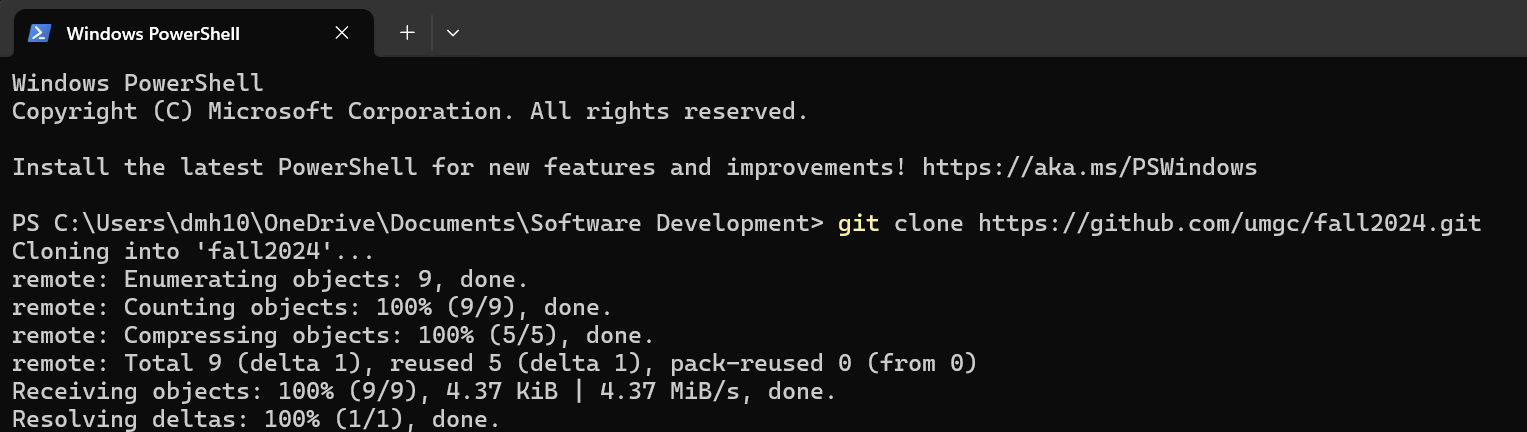 Windows PowerShell
Windows PowerShell
Copyright (C) Microsoft Corporation. All rights reserved.
Install the latest PowerShell for new features and improvements! https://aka.ms/PSWindows
PS C:\Users\dmh10\OneDrive\Documents\Software Development> git clone https://github.com/umgc/fall2024.git
Cloning into 'fall2024'...
remote: Enumerating objects: 9, done.
remote: Counting objects: 100% (9/9), done.
remote: Compressing objects: 100% (5/5), done.
remote: Total 9 (delta 1), reused 5 (delta 1), pack-reused 0 (from 0)
Receiving objects: 100% (9/9), 4.37 KiB | 4.37 MiB/s, done.
Resolving deltas: 100% (1/1), done.